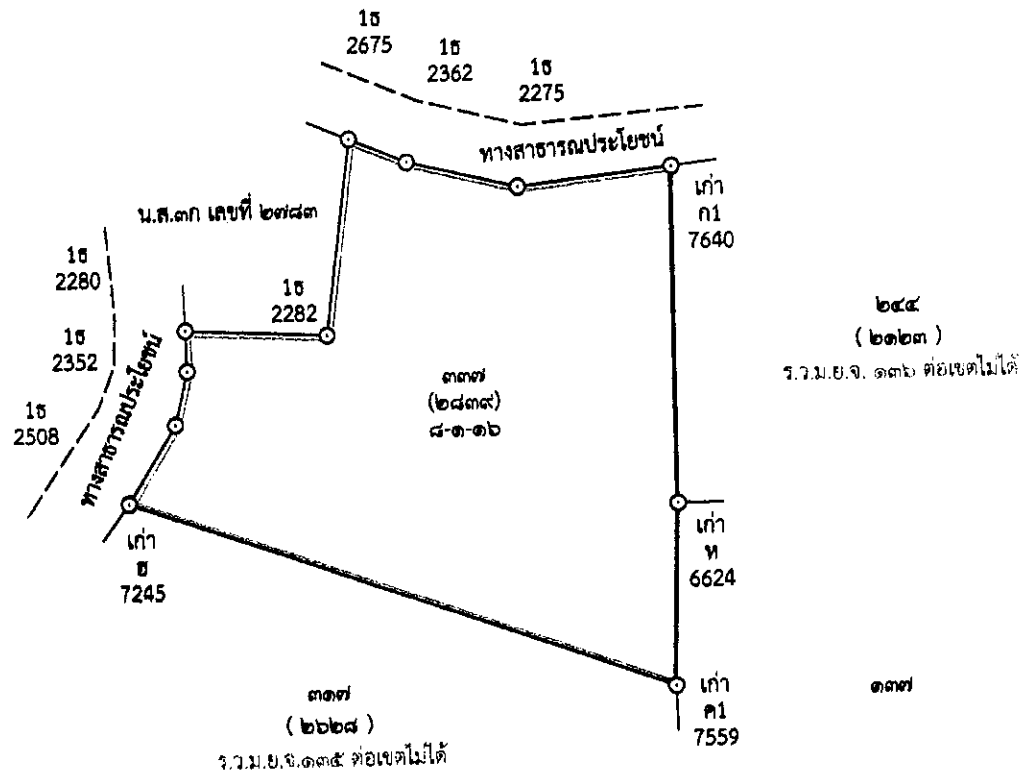 1ธ
2675
1ธ
2362
1ธ
2275
ทางสาธารณประโยชน์
เก่า
ก1
7640
น.ส.๓ก เลขที่ ๒๗๘๓
1ธ
2280
1ธ
2282
1ธ
2352
1ธ
2508
ทางสาธารณประโยชน์
๒๔๔
( ๒๑๒๓ )
ร.ว.ม.ย.จ. ๑๓๖ ต่อเขตไม่ได้
๓๓๗
(๒๘๓๙)
๘-๑-๑๖
เก่า
ห
6624
เก่า
ฮ
7245
เก่า
ค1
7559
๑๓๗
๓๑๗
( ๒๖๒๘ )
ร.ว.ม.ย.จ.๑๓๕ ต่อเขตไม่ได้